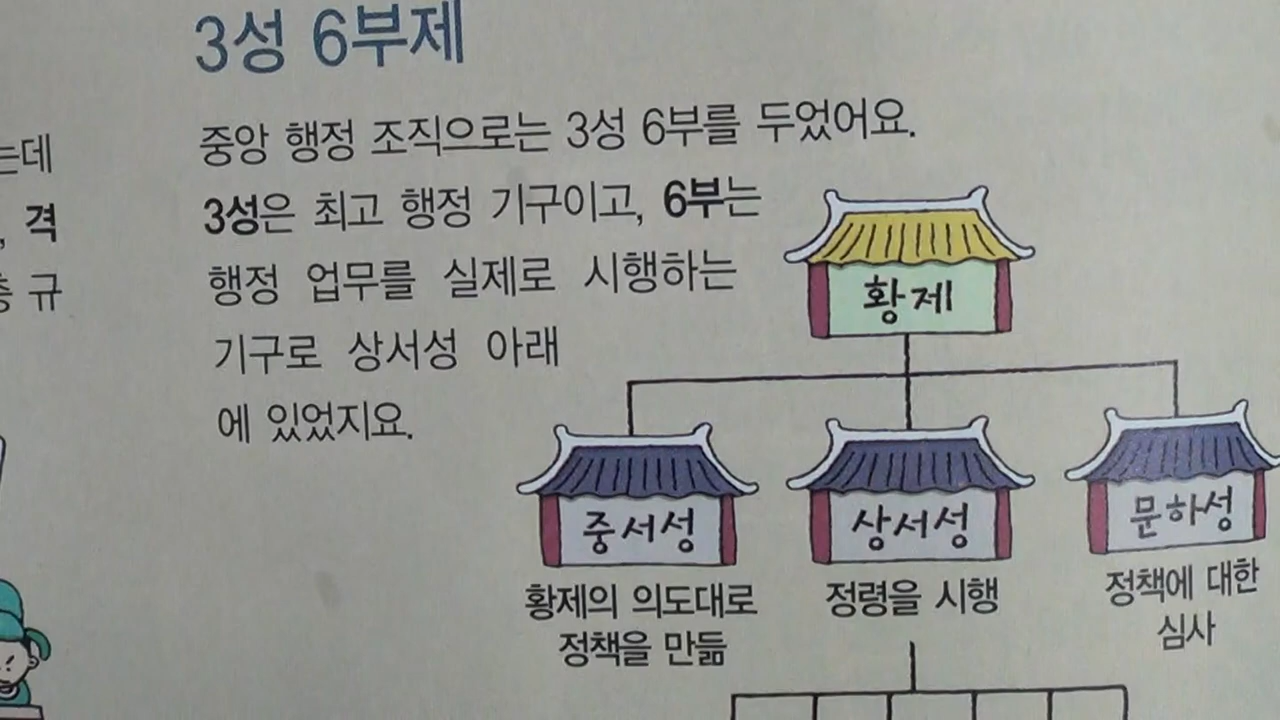 3성 6부제
중앙 행정 조직으로는 3성 6부를 두었어요.
3성은 최고 행정 기구이고, 6부는
행정 업무를 실제로 시행하는
기구로 상서성 아래
에 있었지요.
는데
, 격
층 규
황제
중서성
상서성
문하성
황제의 의도대로
정책을 만듦
정령을 시행
정책에 대한
심사